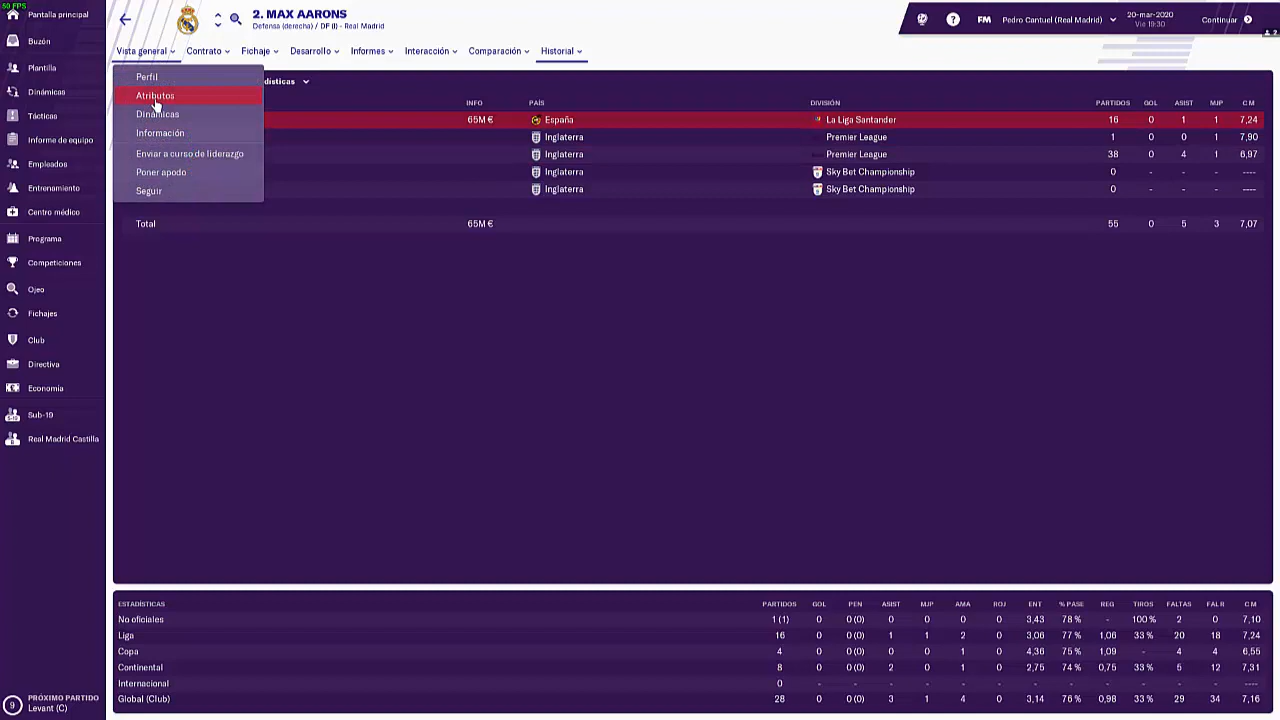 50 FPS
Pantalla principal
Buzón
Plantilla
Dinámicas
Tácticas
Informe de equipo
Empleados
Entrenamiento
Centro médico
Programa
Competiciones
Ojeo
Fichajes
Club
Directiva
Economía
Sub-19
Real Madrid Castilla
9 PRÓXIMO PARTIDO
Levant (C)
2. MAX AARONS
Defensa (derecha) / DF (I) - Real Madrid
FM Pedro Cantuel (Real Madrid)
20-mar-2020
Vie 19:30
Continuar
2
Vista general Contrato Fichaje Desarrollo Informes Interacción Comparación Historial
Perfil
Atributos
Dinámicas
Información
Enviar a curso de liderazgo
Poner apodo
Seguir
dísticas
INFO PAÍS DIVISIÓN PARTIDOS GOL ASIST MJP C M
65M € España La Liga Santander 16 0 1 1 7,24
Inglaterra Premier League 1 0 0 1 7,90
Inglaterra Premier League 38 0 4 1 6,97
Inglaterra Sky Bet Championship 0 - - - ----
Inglaterra Sky Bet Championship 0 - - - ----
Total 65M € 55 0 5 3 7,07
ESTADÍSTICAS PARTIDOS GOL PEN ASIST MJP AMA ROJ ENT % PASE REG TIROS FALTAS FAL R C M
No oficiales 1 (1) 0 0 (0) 0 0 0 0 3,43 78 % - 100 % 2 0 7,10
Liga 16 0 0 (0) 1 1 2 0 3,06 77 % 1,06 33 % 20 18 7,24
Copa 4 0 0 (0) 0 0 1 0 4,36 75 % 1,09 - 4 4 6,55
Continental 8 0 0 (0) 2 0 1 0 2,75 74 % 0,75 33 % 5 12 7,31
Internacional 0 - - - - - - - - - - - - ----
Global (Club) 28 0 0 (0) 3 1 4 0 3,14 76 % 0,98 33 % 29 34 7,16